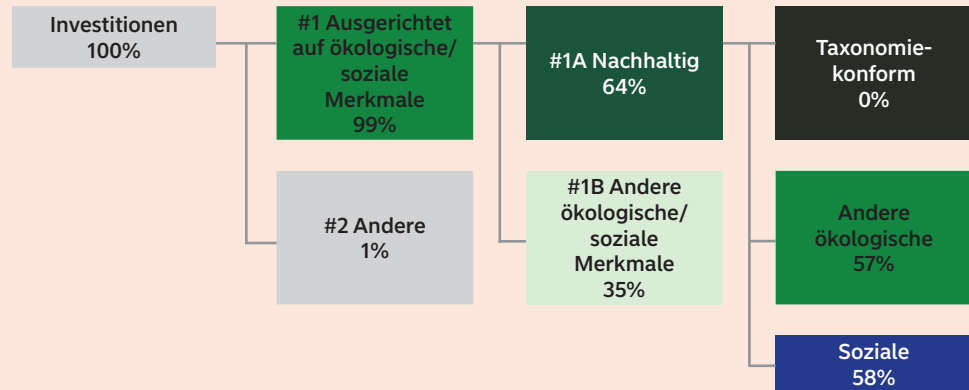 Investitionen
100%
#1 Ausgerichtet
auf ökologische/
soziale
Merkmale
99%
#1A Nachhaltig
64%
Taxonomie-
konform
0%
#2 Andere
1%
#1B Andere
ökologische/
soziale
Merkmale
35%
Andere
ökologische
57%
Soziale
58%